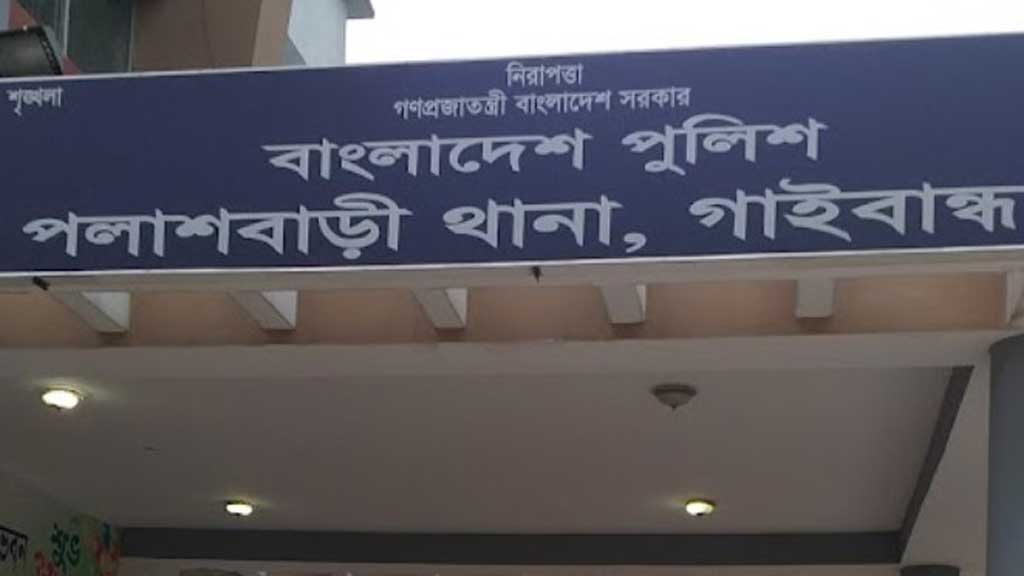 শৃঙ্খলা
নিরাপত্তা
গণপ্রজাতন্ত্রী বাংলাদেশ সরকার
বাংলাদেশ পুলিশ
পলাশবাড়ী থানা, গাইবান্ধ